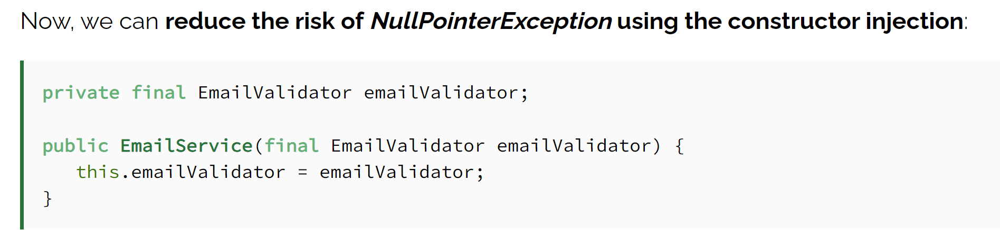 Now, we can reduce the risk of NullPointerException using the constructor injection:
private final EmailValidator emailValidator;
public EmailService(final EmailValidator emailValidator) {
   this.emailValidator = emailValidator;
}